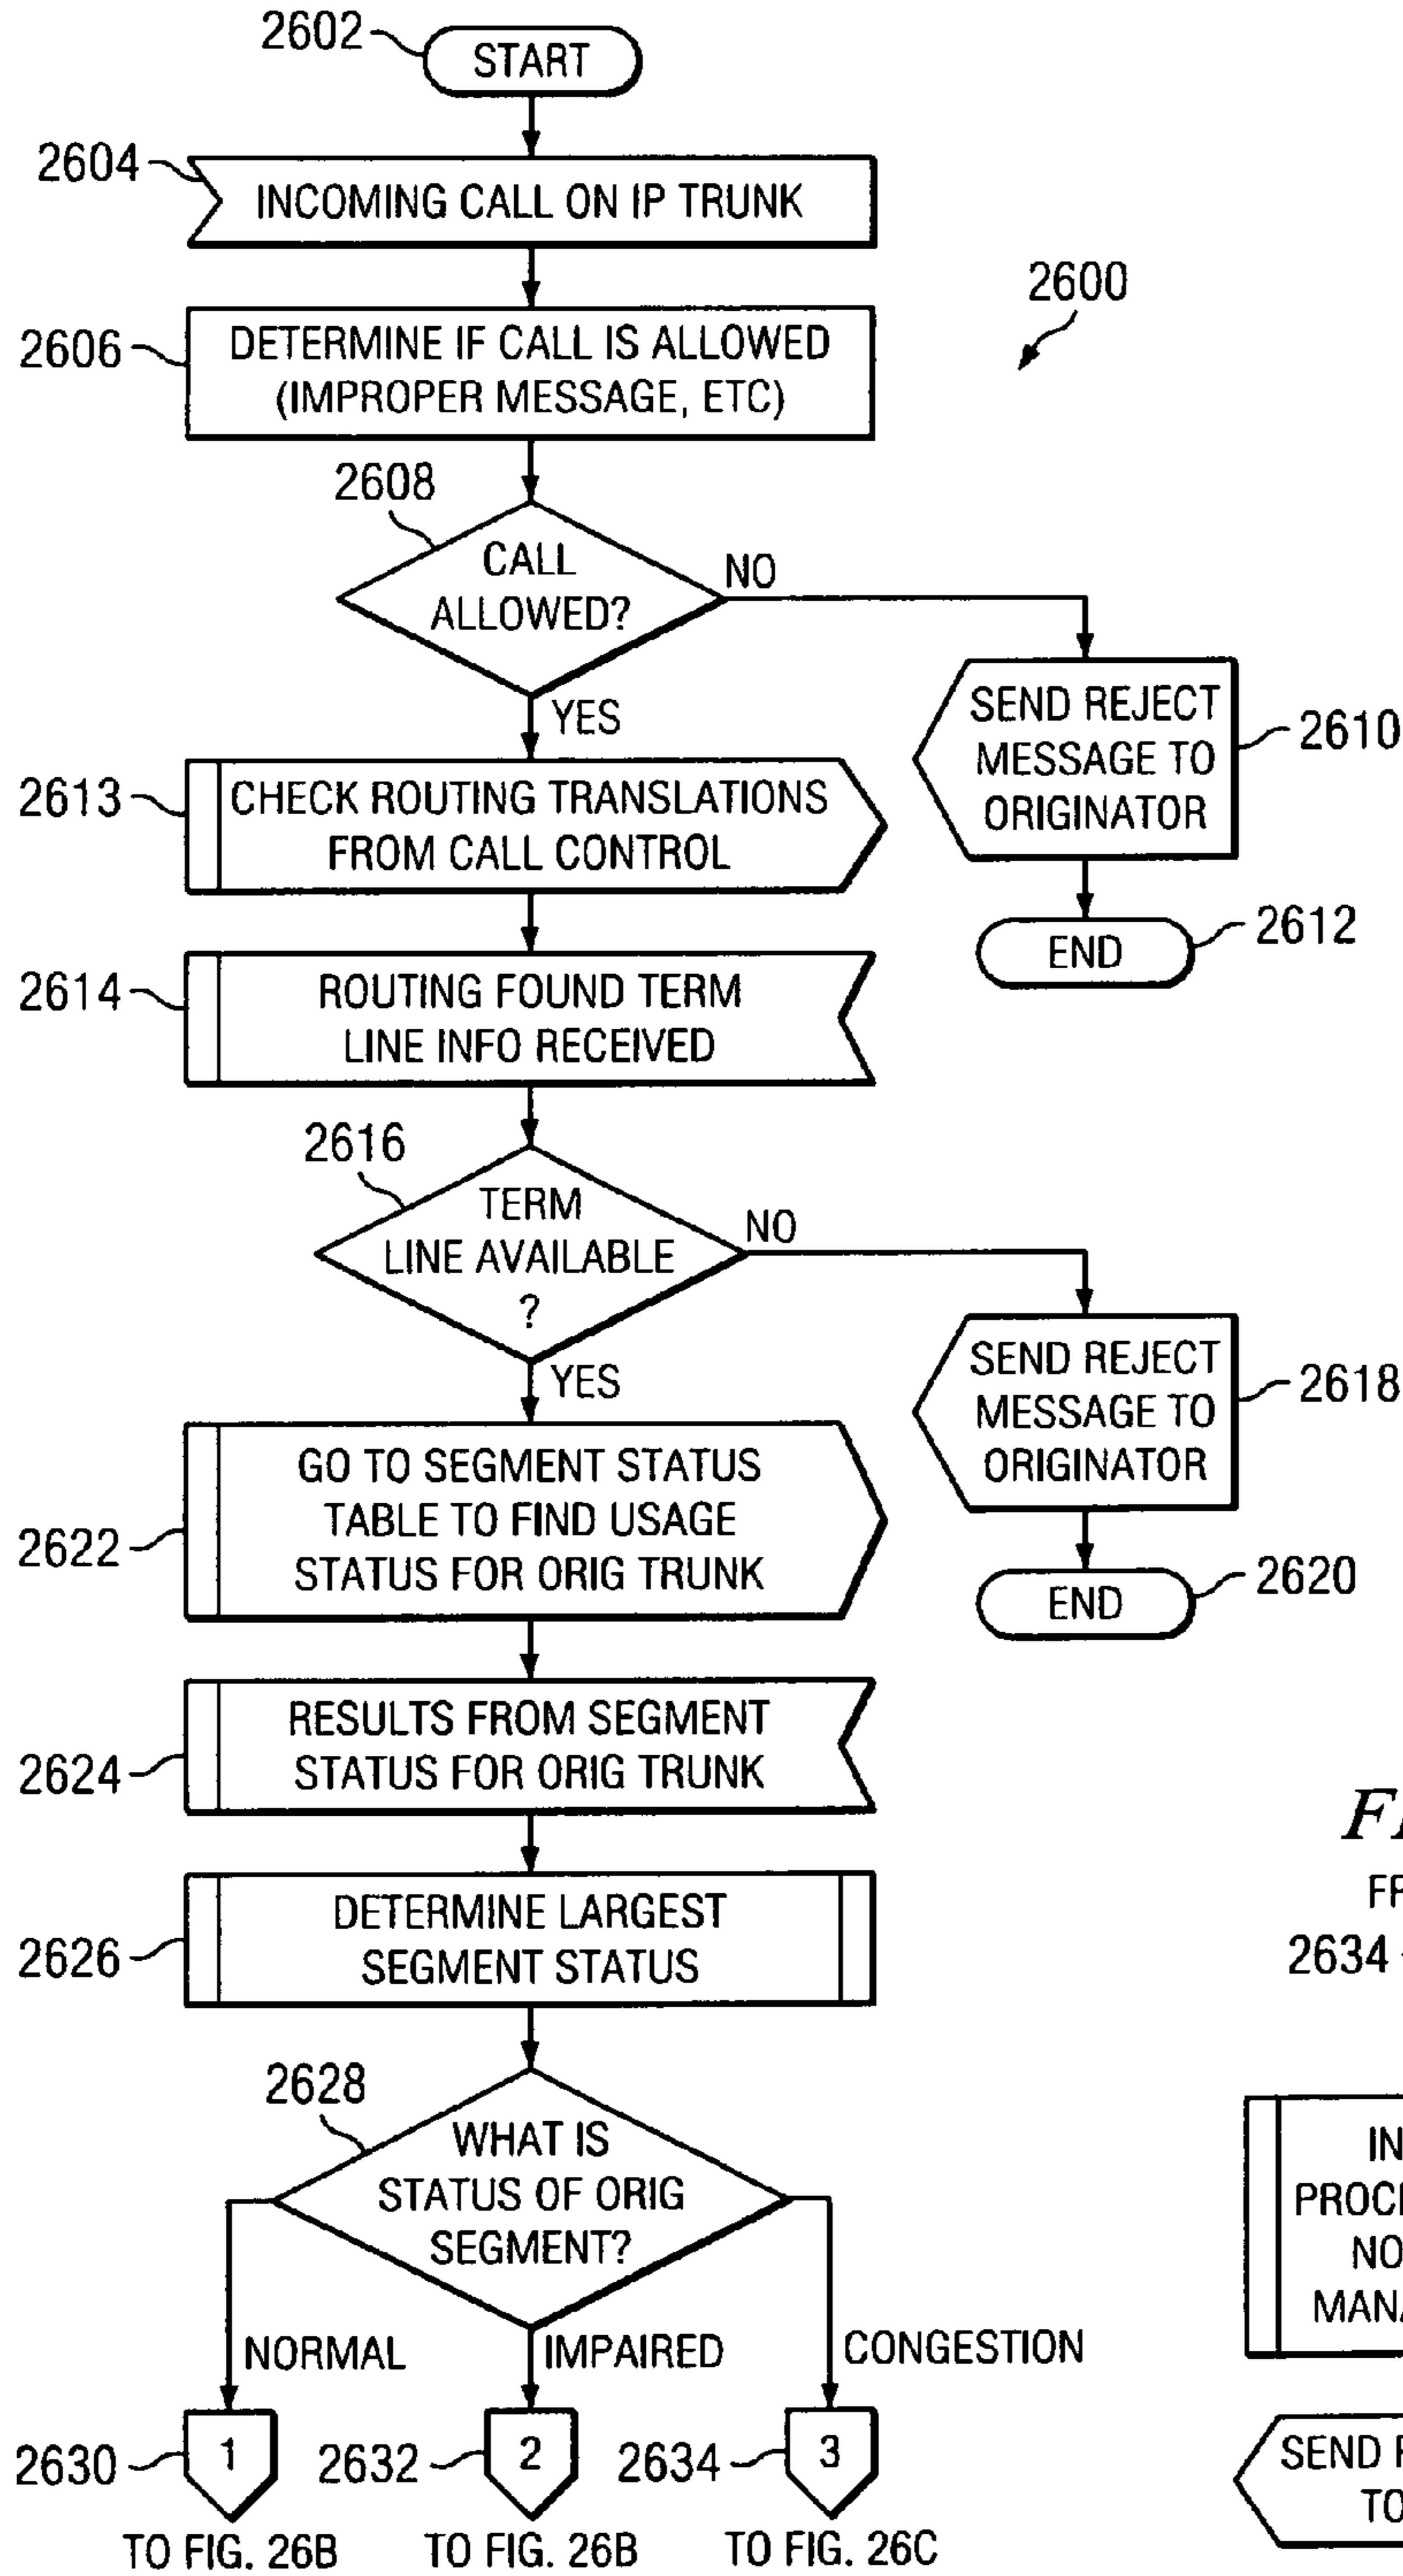 2602
START
2604
INCOMING CALL ON IP TRUNK
2600
2606
DETERMINE IF CALL IS ALLOWED
(IMPROPER MESSAGE, ETC)
2608
CALL
ALLOWED?
NO
YES
SEND REJECT
MESSAGE TO
ORIGINATOR
2610
2613
CHECK ROUTING TRANSLATIONS
FROM CALL CONTROL
END
2612
2614
ROUTING FOUND TERM
LINE INFO RECEIVED
2616
TERM
LINE AVAILABLE
?
NO
YES
SEND REJECT
MESSAGE TO
ORIGINATOR
2618
2622
GO TO SEGMENT STATUS
TABLE TO FIND USAGE
STATUS FOR ORIG TRUNK
END
2620
2624
RESULTS FROM SEGMENT
STATUS FOR ORIG TRUNK
2626
DETERMINE LARGEST
SEGMENT STATUS
2634
2628
WHAT IS
STATUS OF ORIG
SEGMENT?
NORMAL
IMPAIRED
CONGESTION
2630
1
2632
2
2634
3
TO FIG. 26B
TO FIG. 26B
TO FIG. 26C
SEND
TO